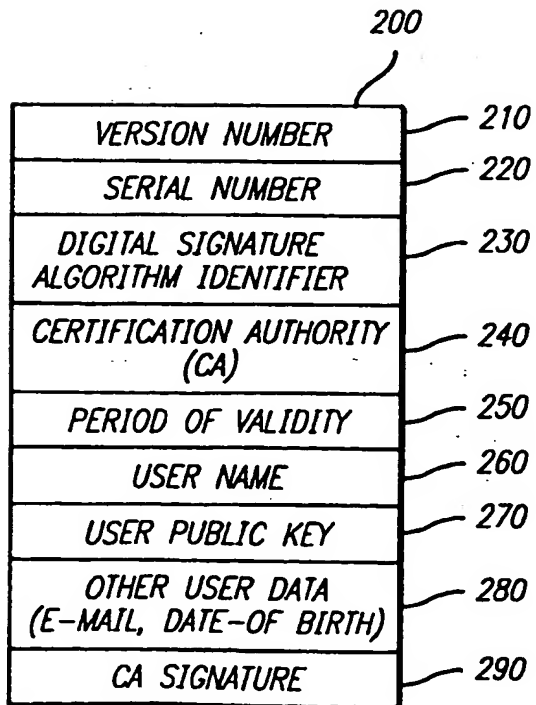 200
VERSION NUMBER 210
SERIAL NUMBER 220
DIGITAL SIGNATURE 230
ALGORITHM IDENTIFIER
CERTIFICATION AUTHORITY 240
(CA)
PERIOD OF VALIDITY 250
USER NAME 260
USER PUBLIC KEY 270
OTHER USER DATA 280
(E-MAIL, DATE-OF BIRTH)
CA SIGNATURE 290